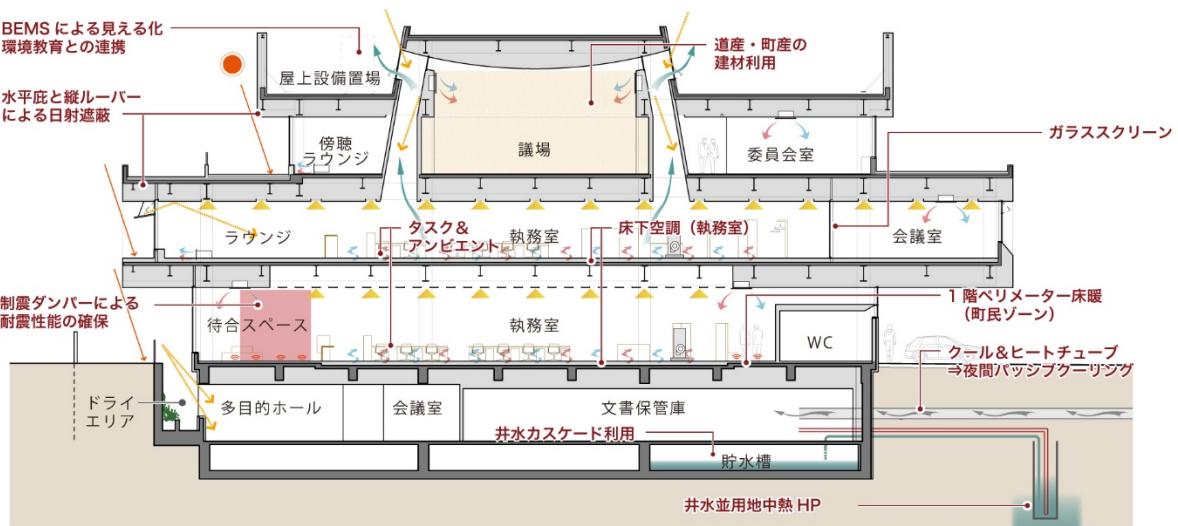 BEMS による見える化
環境教育との連携
屋上設備置場
道産・町産の
建材利用
水平庇と縦ルーバー
による日射遮蔽
ガラススクリーン
傍聴
ラウンジ
議場
委員会室
ラウンジ
タスク＆
アンビエント
執務室
床下空調（執務室）
会議室
制震ダンパーによる
耐震性能の確保
待合スペース
執務室
WC
1 階ペリメーター床暖
（町民ゾーン）
クール＆ヒートチューブ
⇒夜間パッシブクーリング
ドライ
エリア
多目的ホール
会議室
文書保管庫
井水カスケード利用
貯水槽
井水並用地中熱 HP